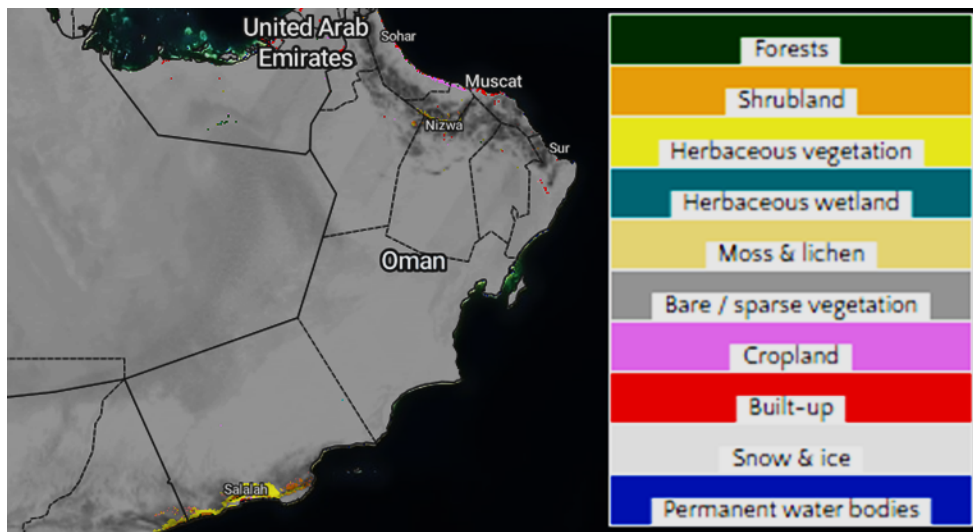 United Arab
Emirates
Sohar
Muscat
Nizwa
Sur
Oman
Salalah
Forests
Shrubland
Herbaceous vegetation
Herbaceous wetland
Moss & lichen
Bare / sparse vegetation
Cropland
Built-up
Snow & ice
Permanent water bodies